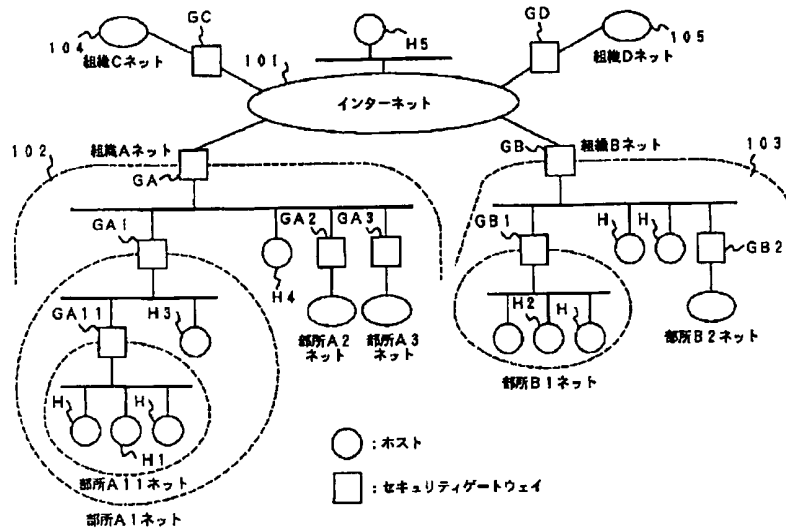 GC
104
組織Cネット
101
H5
GD
105
組織Dネット
インターネット
102
組織Aネット
GA
GB
組織Bネット
103
GA1
GA2
GA3
H4
部所A2
ネット
部所A3
ネット
GB1
H
H
GB2
GA11
H3
H2
H
部所B2ネット
部所B1ネット
H
H
H1
部所A11ネット
部所A1ネット
:ホスト
:セキュリティゲートウェイ